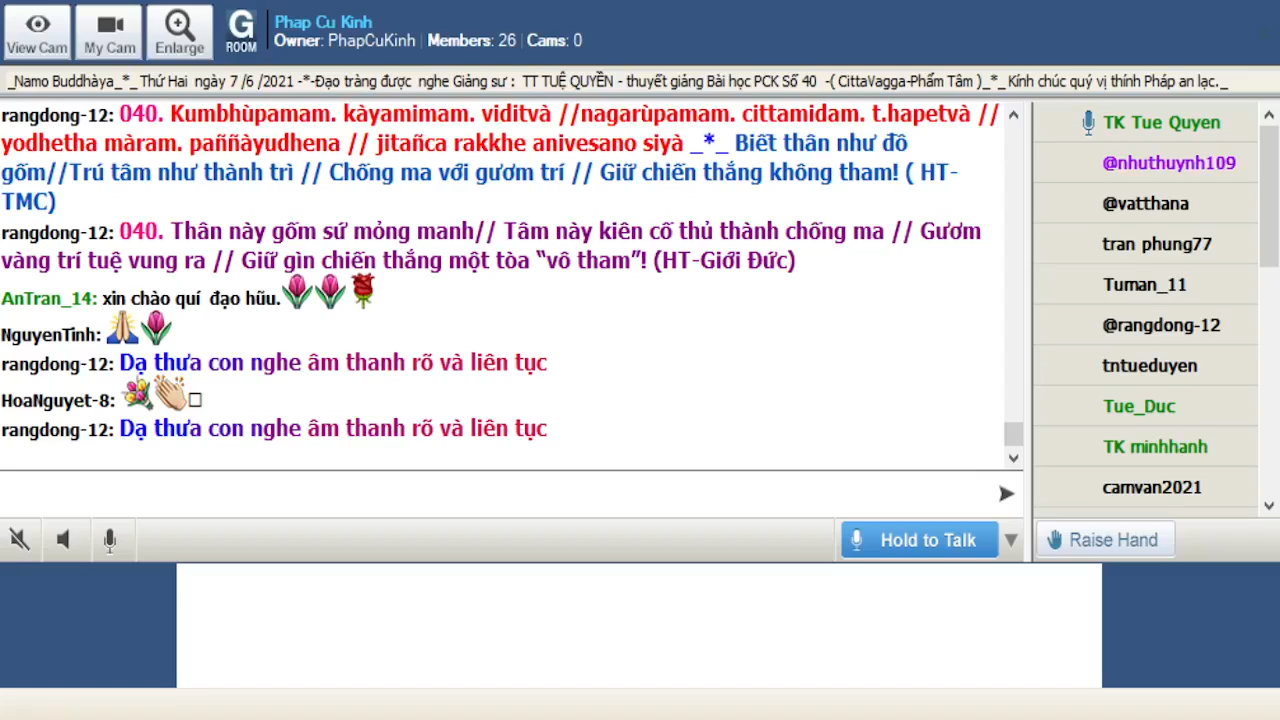 View Cam
My Cam
Enlarge
G
ROOM
Phap Cu Kinh
Owner: PhapCuKinh | Members: 26 | Cams: 0
_Namo Buddhàya_*_ Thứ Hai ngày 7 /6 /2021 -*-Đạo tràng được nghe Giảng sư : TT TUỆ QUYỀN - thuyết giảng Bài học PCK Số 40 -( CittaVagga-Phẩm Tâm )_*_ Kính chúc quý vị thính Pháp an lạc._
rangdong-12: 040. Kumbhùpamam. kàyamimam. viditvà //nagarùpamam. cittamidam. t.hapetvà //
yodhetha màram. paññàyudhena // jitañca rakkhe anivesano siyà _*_ Biết thân như đồ
gốm//Trú tâm như thành trì // Chống ma với gươm trí // Giữ chiến thắng không tham! ( HT-
TMC)
rangdong-12: 040. Thân này gốm sứ mỏng manh// Tâm này kiên cố thủ thành chống ma // Gươm
vàng trí tuệ vung ra // Giữ gìn chiến thắng một tòa “vô tham”! (HT-Giới Đức)
AnTran_14: xin chào quí đạo hũu.
NguyenTinh:
rangdong-12: Dạ thưa con nghe âm thanh rõ và liên tục
HoaNguyet-8:
rangdong-12: Dạ thưa con nghe âm thanh rõ và liên tục
TK Tue Quyen
@nhuthuynh109
@vatthana
tran phung77
Tuman_11
@rangdong-12
tntueduyen
Tue_Duc
TK minhhanh
camvan2021
Hold to Talk
Raise Hand